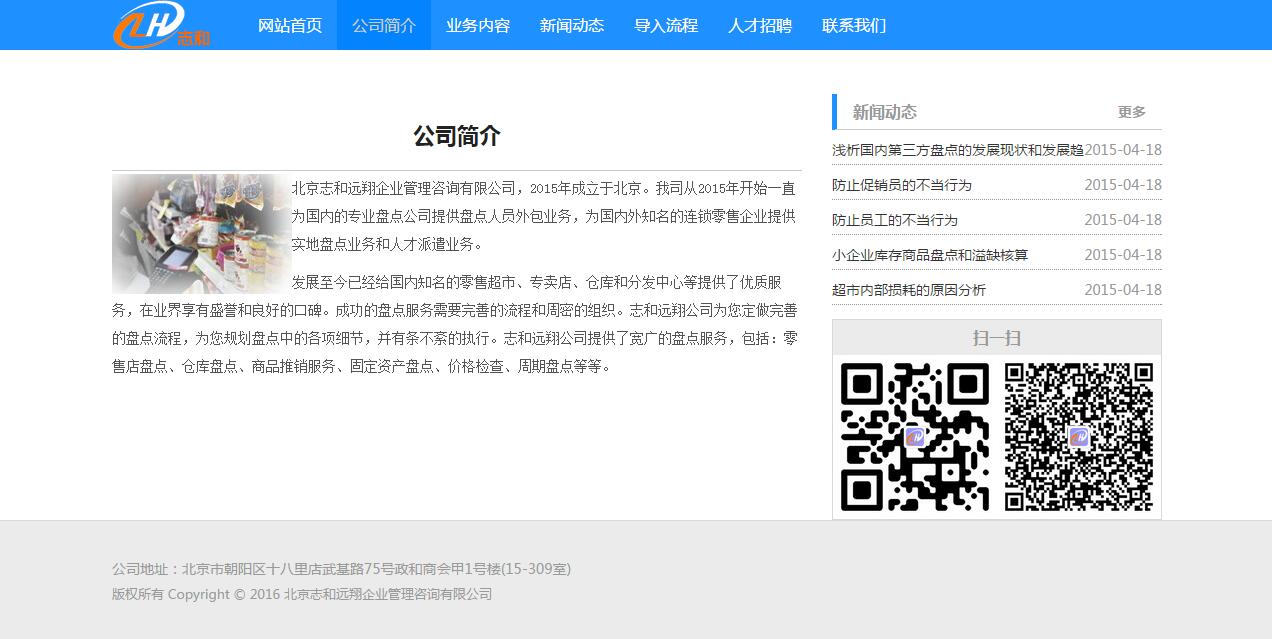 志和
网站首页 公司简介 业务内容 新闻动态 导入流程 人才招聘 联系我们
公司简介
北京志和远翔企业管理咨询有限公司，2015年成立于北京。我司从2015年开始一直
为国内的专业盘点公司提供盘点人员外包业务，为国内外知名的连锁零售企业提供
实地盘点业务和人才派遣业务。
发展至今已经给国内知名的零售超市、专卖店、仓库和分发中心等提供了优质服
务，在业界享有盛誉和良好的口碑。成功的盘点服务需要完善的流程和周密的组织。志和远翔公司为您定做完善
的盘点流程，为您规划盘点中的各项细节，并有条不紊的执行。志和远翔公司提供了宽广的盘点服务，包括：零
售店盘点、仓库盘点、商品推销服务、固定资产盘点、价格检查、周期盘点等等。
新闻动态 更多
浅析国内第三方盘点的发展现状和发展趋 2015-04-18
防止促销员的不当行为 2015-04-18
防止员工的不当行为 2015-04-18
小企业库存商品盘点和溢缺核算 2015-04-18
超市内部损耗的原因分析 2015-04-18
扫一扫
公司地址：北京市朝阳区十八里店武基路75号政和商会甲1号楼(15-309室)
版权所有 Copyright © 2016 北京志和远翔企业管理咨询有限公司